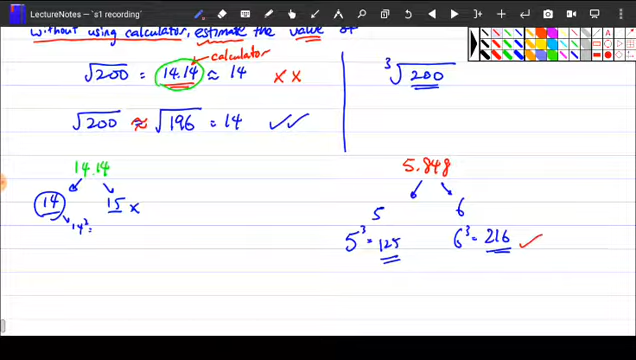 LectureNotes – `s1 recording`
without using calculator, estimate the value of
√200 = 14.14 ≈ 14 ××
calculator
√200 ≈ √196 = 14 ✓✓
14.14
14 15 ×
14² =
³√200
5.848
5 6
5³ = 125 6³ = 216 ✓